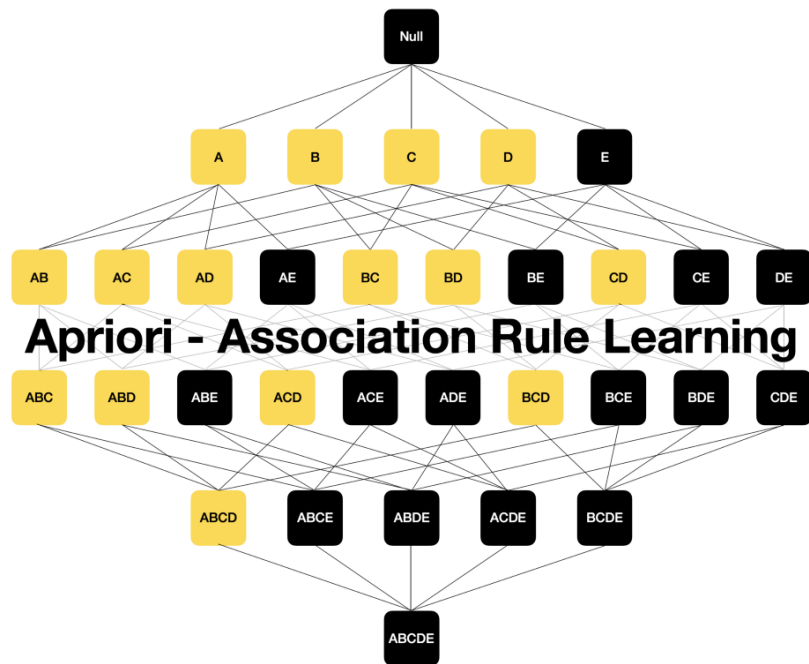 Null
A B C D E
AB AC AD AE BC BD BE CD CE DE
Apriori - Association Rule Learning
ABC ABD ABE ACD ACE ADE BCD BCE BDE CDE
ABCD ABCE ABDE ACDE BCDE
ABCDE